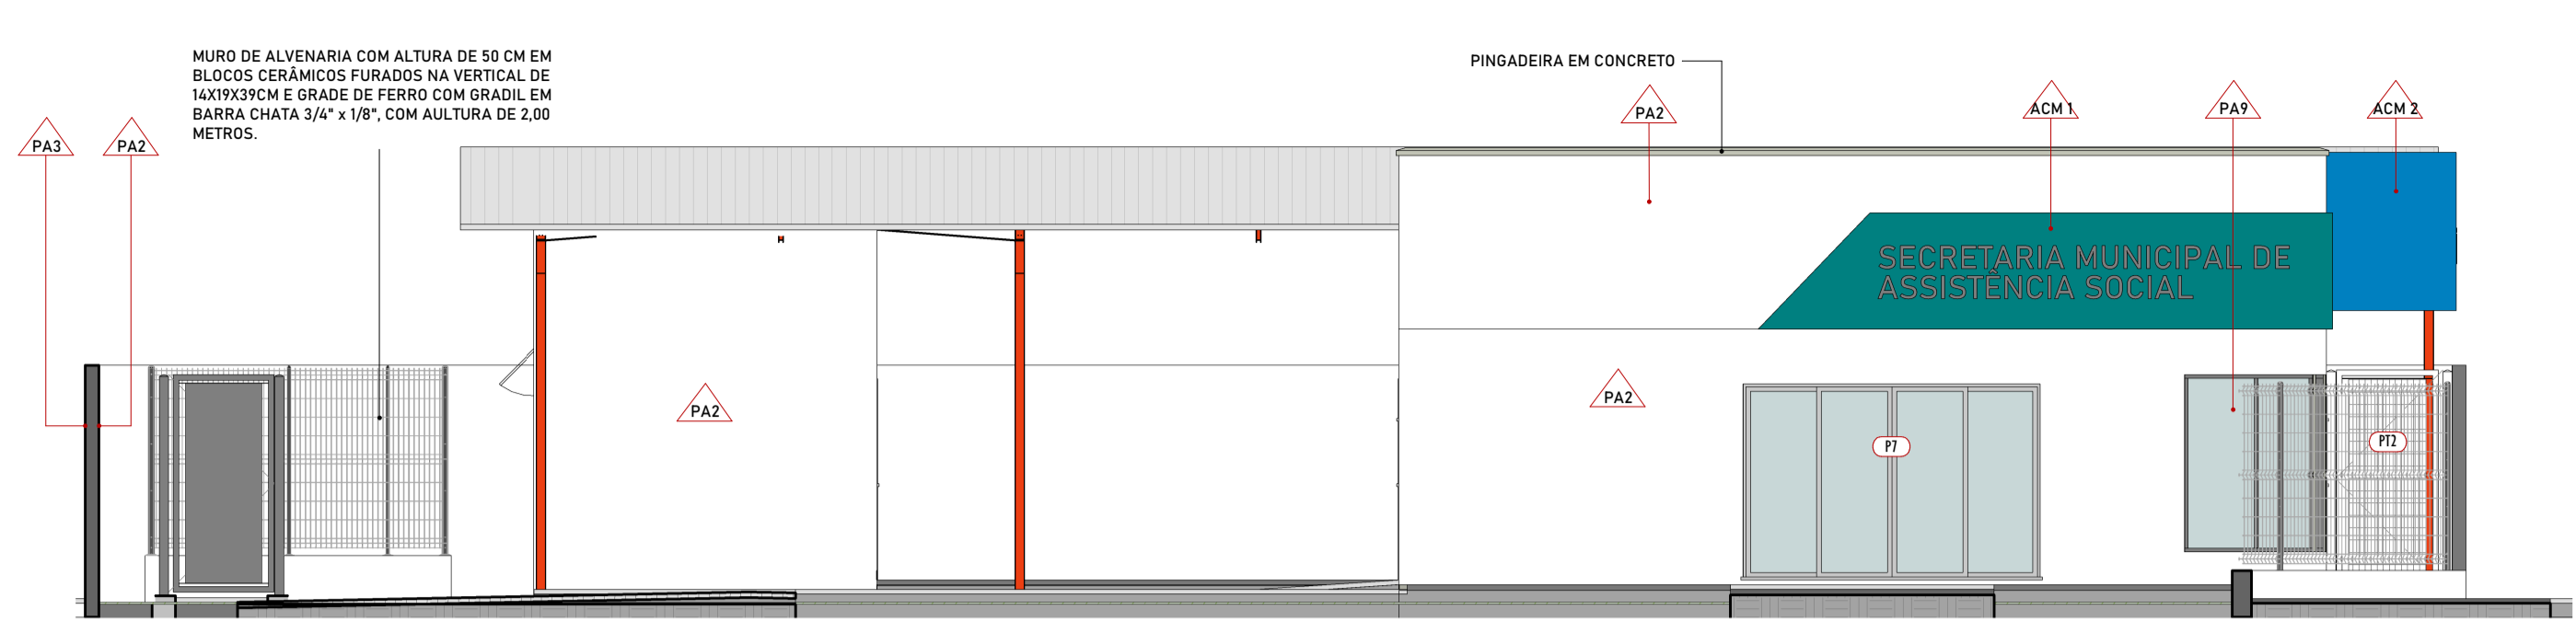 MURO DE ALVENARIA COM ALTURA DE 50 CM EM
BLOCOS CERÂMICOS FURADOS NA VERTICAL DE
14X19X39CM E GRADE DE FERRO COM GRADIL EM
BARRA CHATA 3/4" x 1/8", COM AULTURA DE 2,00
METROS.
PINGADEIRA EM CONCRETO
PA3
PA2
PA2
ACM 1
PA9
ACM 2
SECRETARIA MUNICIPAL DE
ASSISTÊNCIA SOCIAL
PA2
PA2
P7
PT2